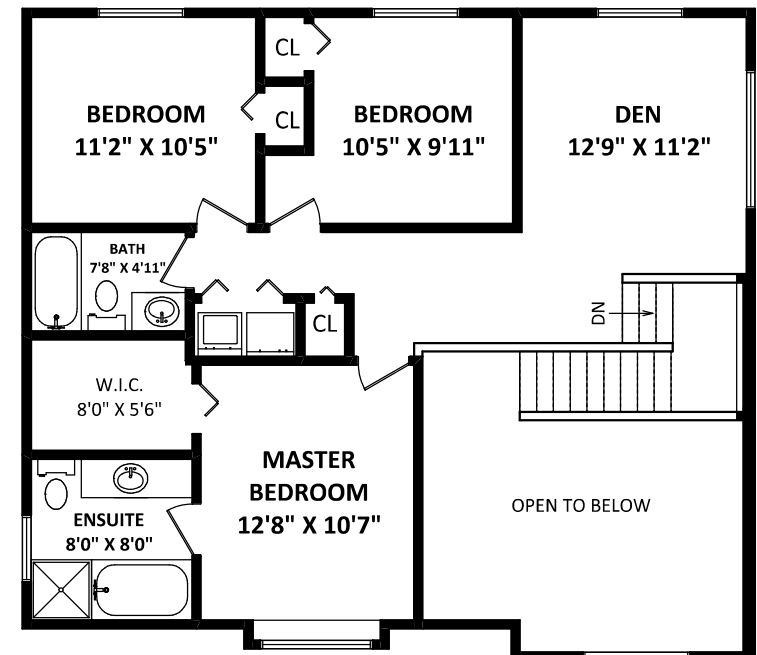 CL
BEDROOM
11'2" X 10'5"
CL
BEDROOM
10'5" X 9'11"
DEN
12'9" X 11'2"
BATH
7'8" X 4'11"
CL
DN
W.I.C.
8'0" X 5'6"
MASTER
BEDROOM
12'8" X 10'7"
OPEN TO BELOW
ENSUITE
8'0" X 8'0"